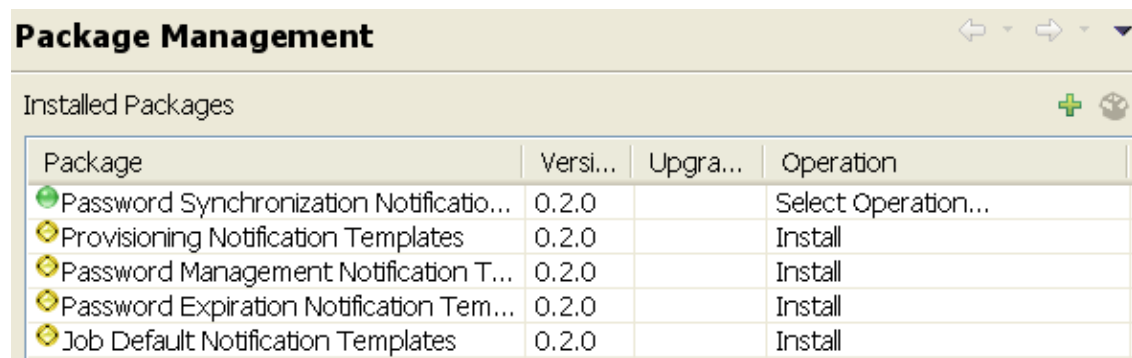 Package Management
Installed Packages
Package Versi... Upgra... Operation
Password Synchronization Notificatio... 0.2.0 Select Operation...
Provisioning Notification Templates 0.2.0 Install
Password Management Notification T... 0.2.0 Install
Password Expiration Notification Tem... 0.2.0 Install
Job Default Notification Templates 0.2.0 Install